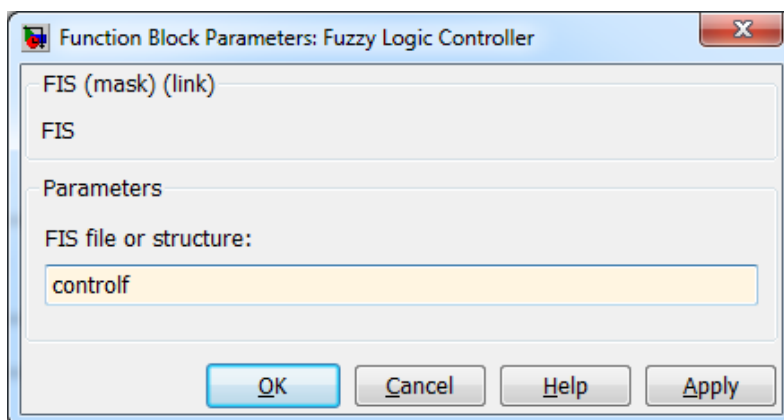 Function Block Parameters: Fuzzy Logic Controller
FIS (mask) (link)
FIS
Parameters
FIS file or structure:
controlf
OK Cancel Help Apply